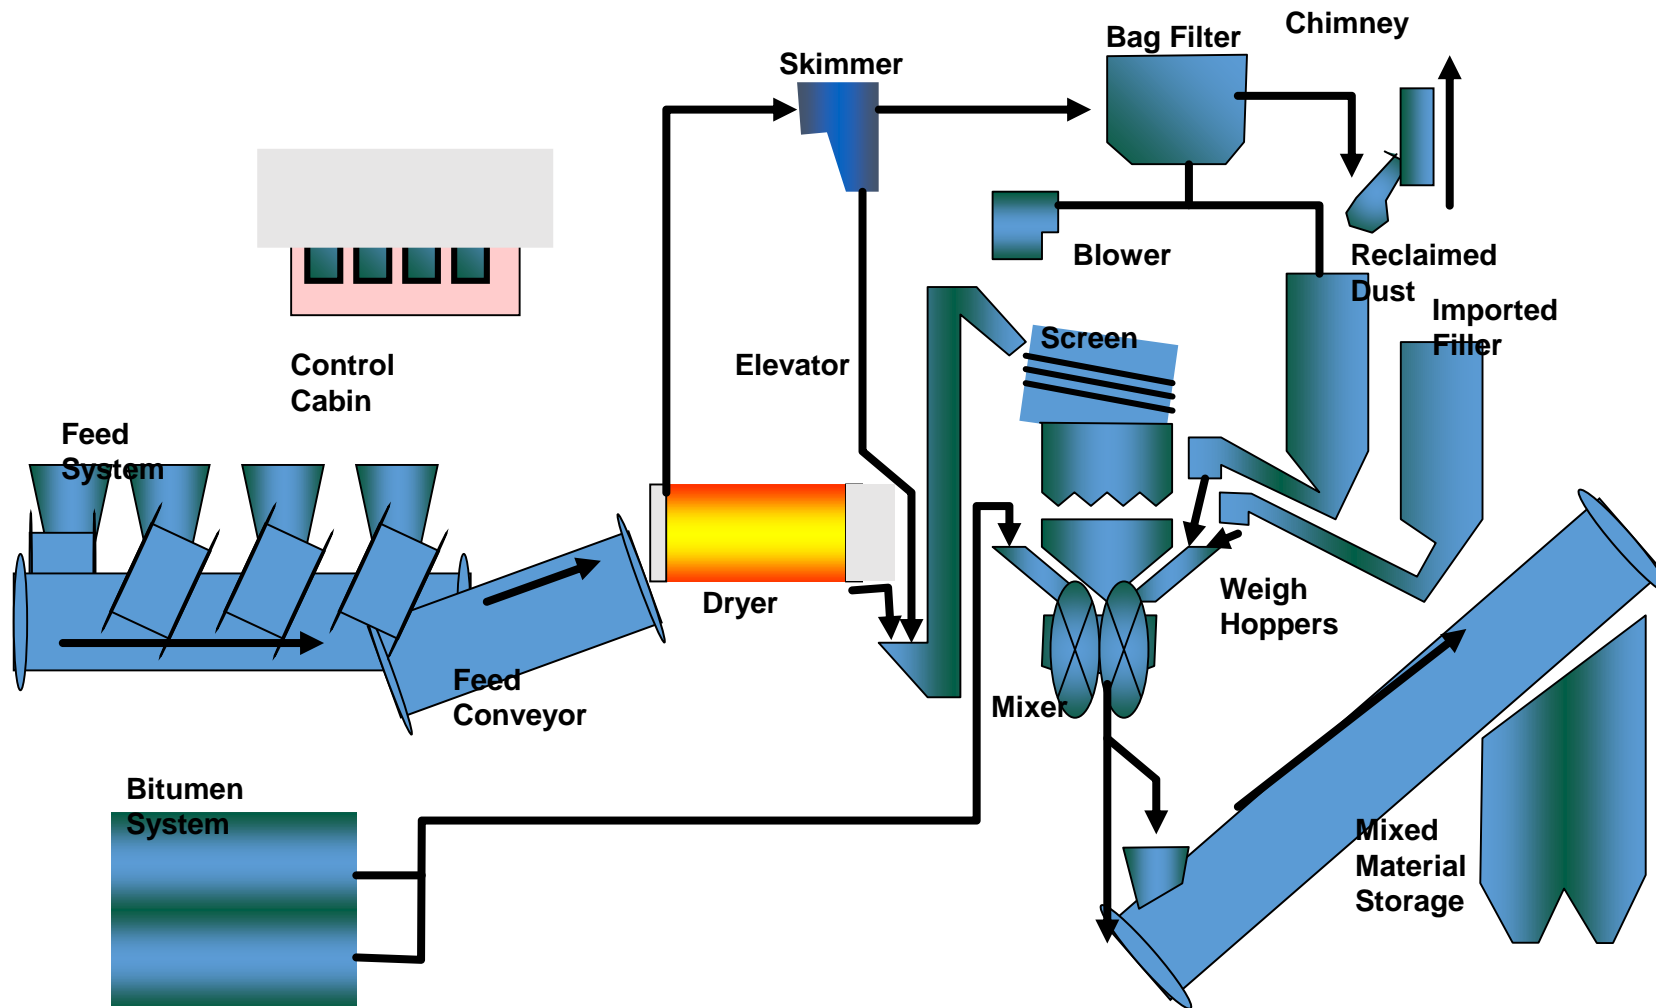 Chimney
Bag Filter
Skimmer
Blower
Reclaimed
Dust
Imported
Filler
Screen
Elevator
Control
Cabin
Feed
System
Dryer
Weigh
Hoppers
Feed
Conveyor
Mixer
Bitumen
System
Mixed
Material
Storage